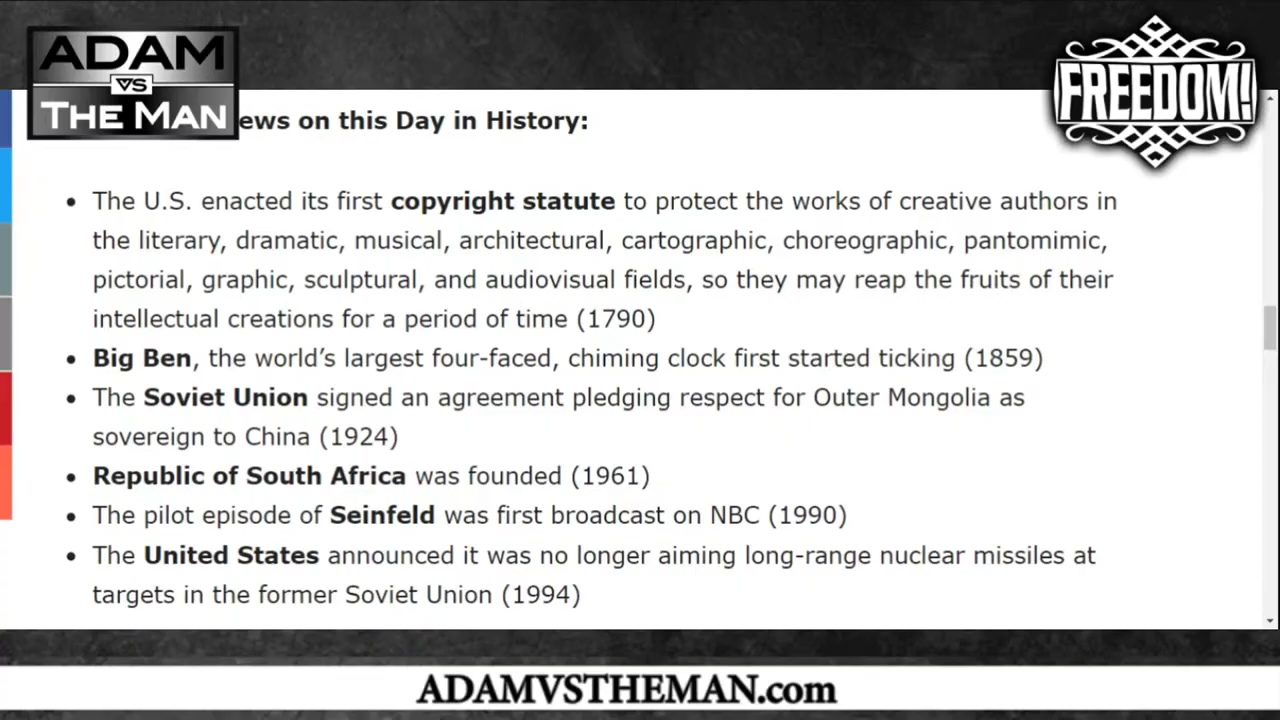 ADAM
VS
THE MAN
FREEDOM!
ews on this Day in History:
• The U.S. enacted its first copyright statute to protect the works of creative authors in
the literary, dramatic, musical, architectural, cartographic, choreographic, pantomimic,
pictorial, graphic, sculptural, and audiovisual fields, so they may reap the fruits of their
intellectual creations for a period of time (1790)
• Big Ben, the world’s largest four-faced, chiming clock first started ticking (1859)
• The Soviet Union signed an agreement pledging respect for Outer Mongolia as
sovereign to China (1924)
• Republic of South Africa was founded (1961)
• The pilot episode of Seinfeld was first broadcast on NBC (1990)
• The United States announced it was no longer aiming long-range nuclear missiles at
targets in the former Soviet Union (1994)
ADAMVSTHEMAN.com